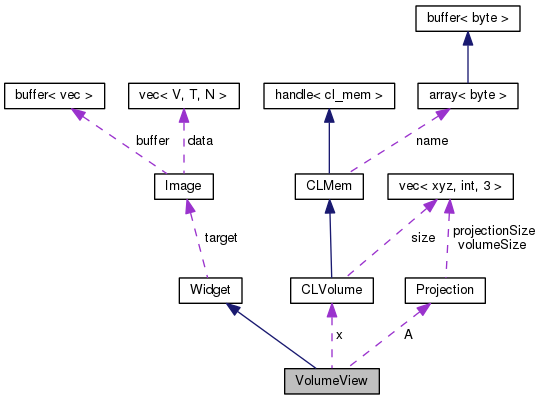 buffer< byte >
buffer< vec >
vec< V, T, N >
handle< cl_mem >
array< byte >
buffer
data
name
Image
CLMem
vec< xyz, int, 3 >
target
size
projectionSize
volumeSize
Widget
CLVolume
Projection
x
A
VolumeView